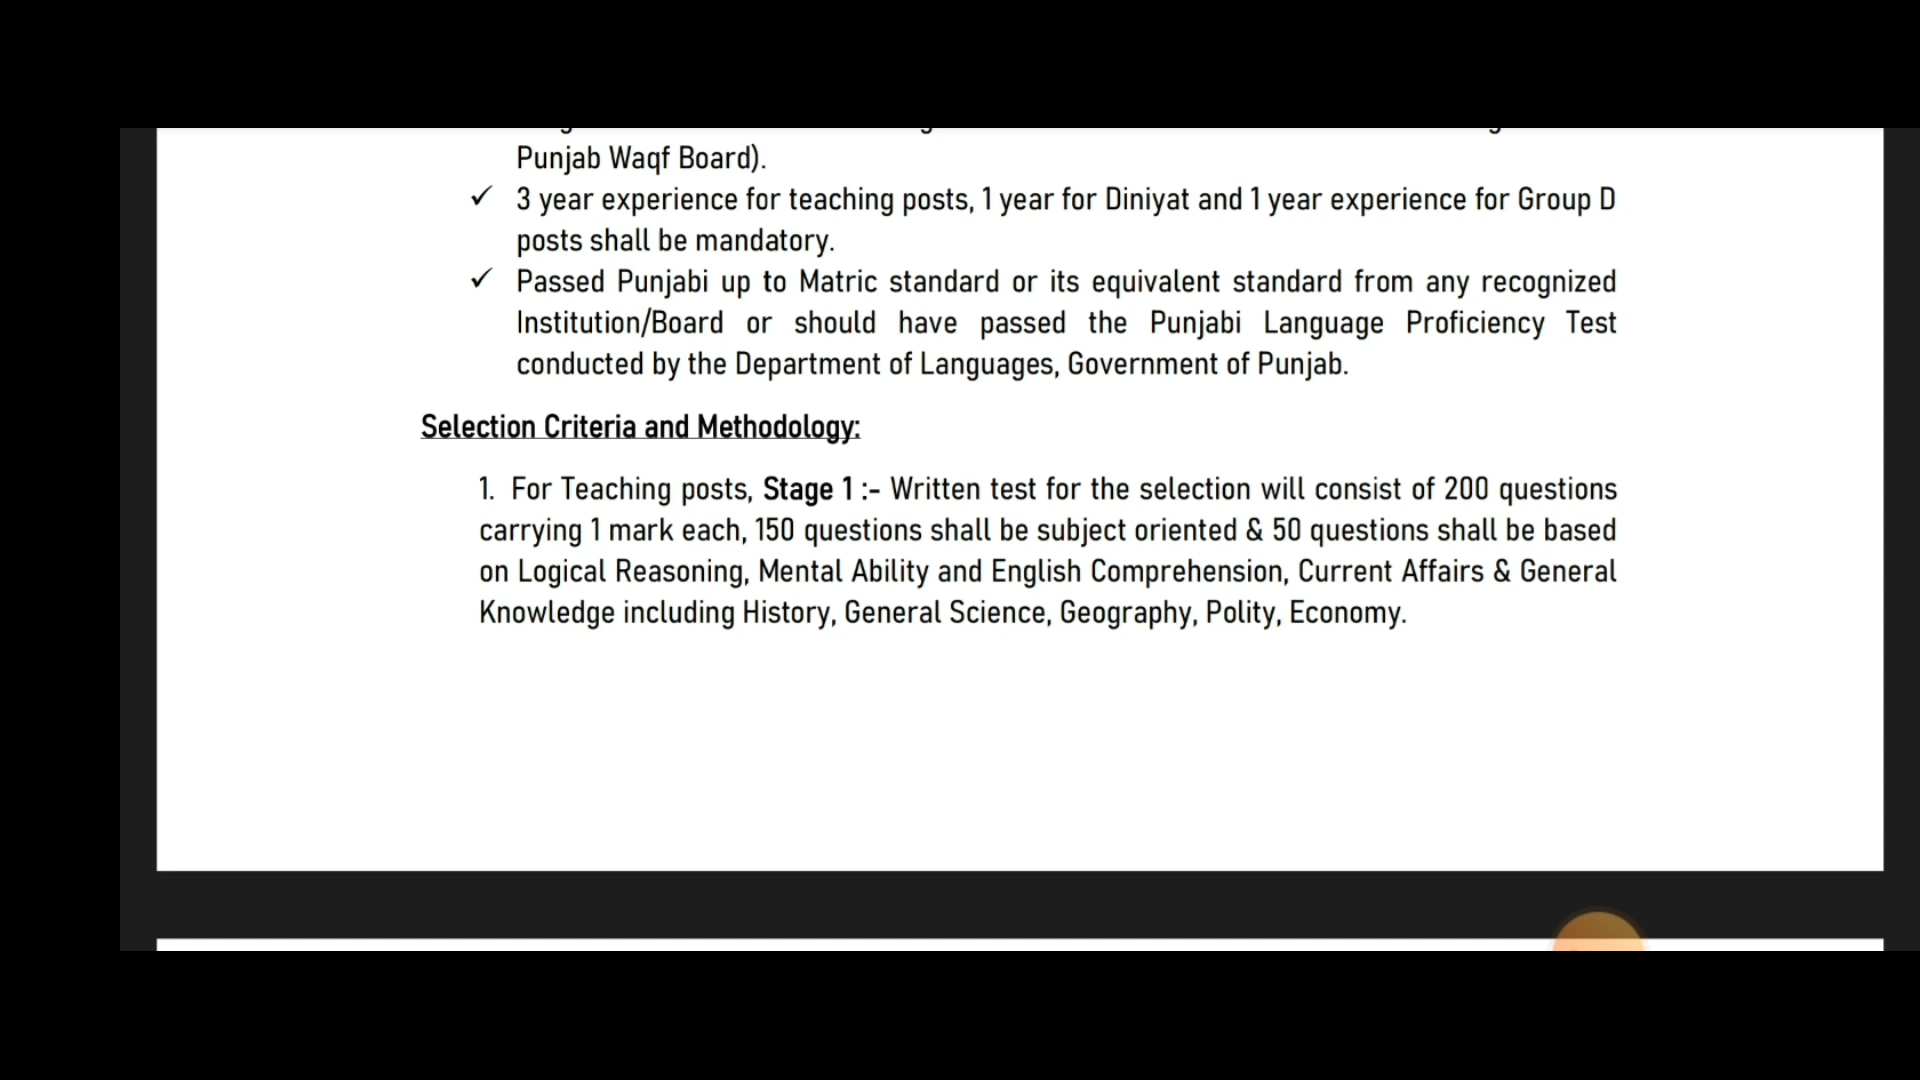 Punjab Waqf Board).
✓ 3 year experience for teaching posts, 1 year for Diniyat and 1 year experience for Group D
posts shall be mandatory.
✓ Passed Punjabi up to Matric standard or its equivalent standard from any recognized
Institution/Board or should have passed the Punjabi Language Proficiency Test
conducted by the Department of Languages, Government of Punjab.
Selection Criteria and Methodology:
1. For Teaching posts, Stage 1 :- Written test for the selection will consist of 200 questions
carrying 1 mark each, 150 questions shall be subject oriented & 50 questions shall be based
on Logical Reasoning, Mental Ability and English Comprehension, Current Affairs & General
Knowledge including History, General Science, Geography, Polity, Economy.